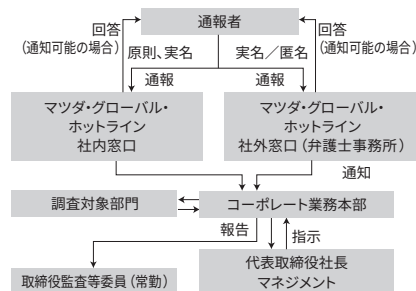 通報者
回答
(通知可能の場合)
回答
(通知可能の場合)
原則、実名
実名／匿名
通報
通報
マツダ・グローバル・
ホットライン
社内窓口
マツダ・グローバル・
ホットライン
社外窓口（弁護士事務所）
通知
調査対象部門
コーポレート業務本部
報告
指示
取締役監査等委員（常勤）
代表取締役社長
マネジメント